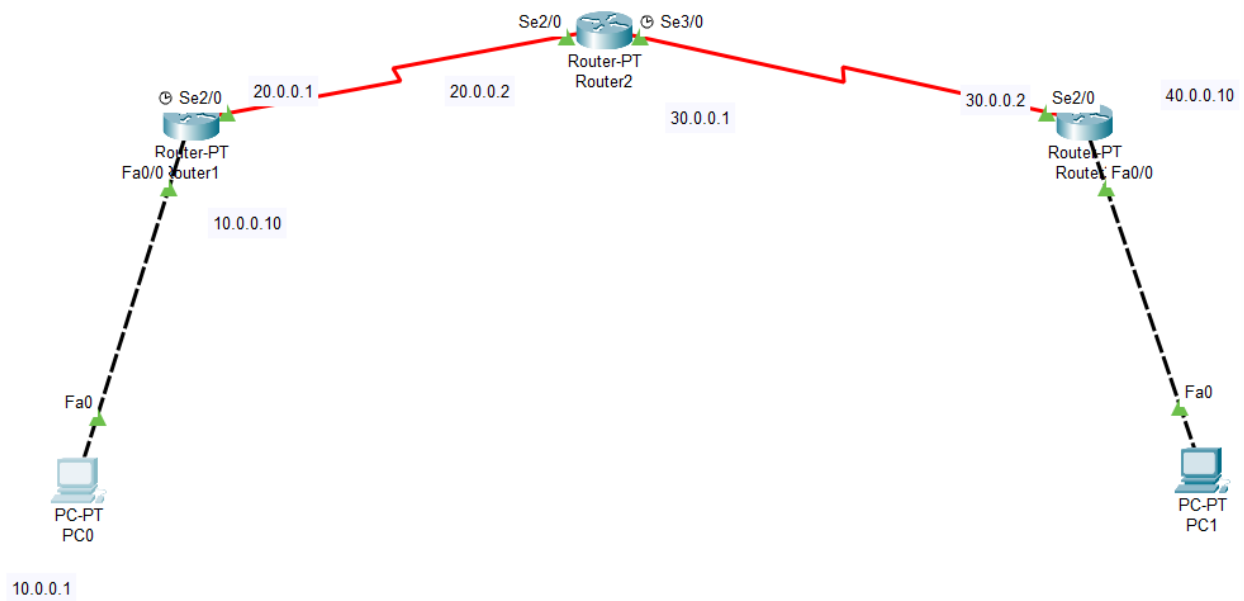 Se2/0
Se3/0
Router-PT
Router2
20.0.0.1
20.0.0.2
30.0.0.1
Se2/0
Router-PT
Fa0/0
outer1
10.0.0.10
30.0.0.2
Se2/0
40.0.0.10
Router-PT
Router
Fa0/0
Fa0
PC-PT
PC0
10.0.0.1
Fa0
PC-PT
PC1